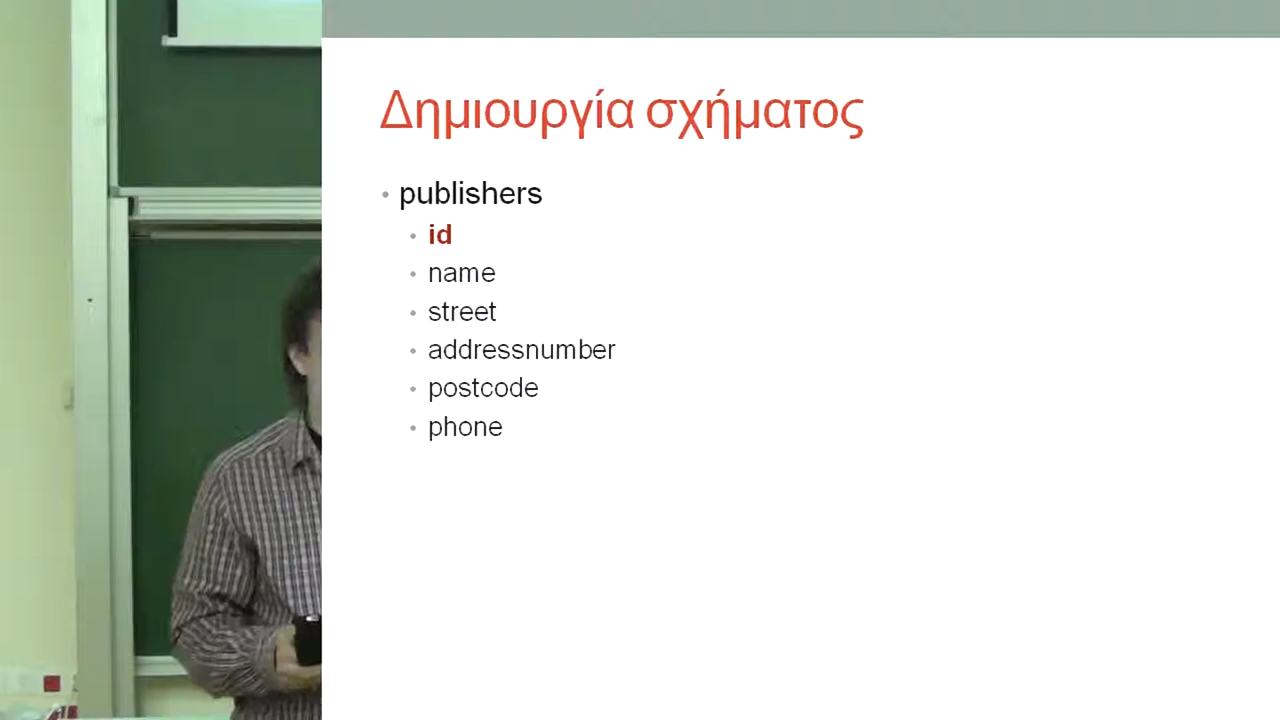 Δημιουργία σχήματος
• publishers
• id
• name
• street
• addressnumber
• postcode
• phone